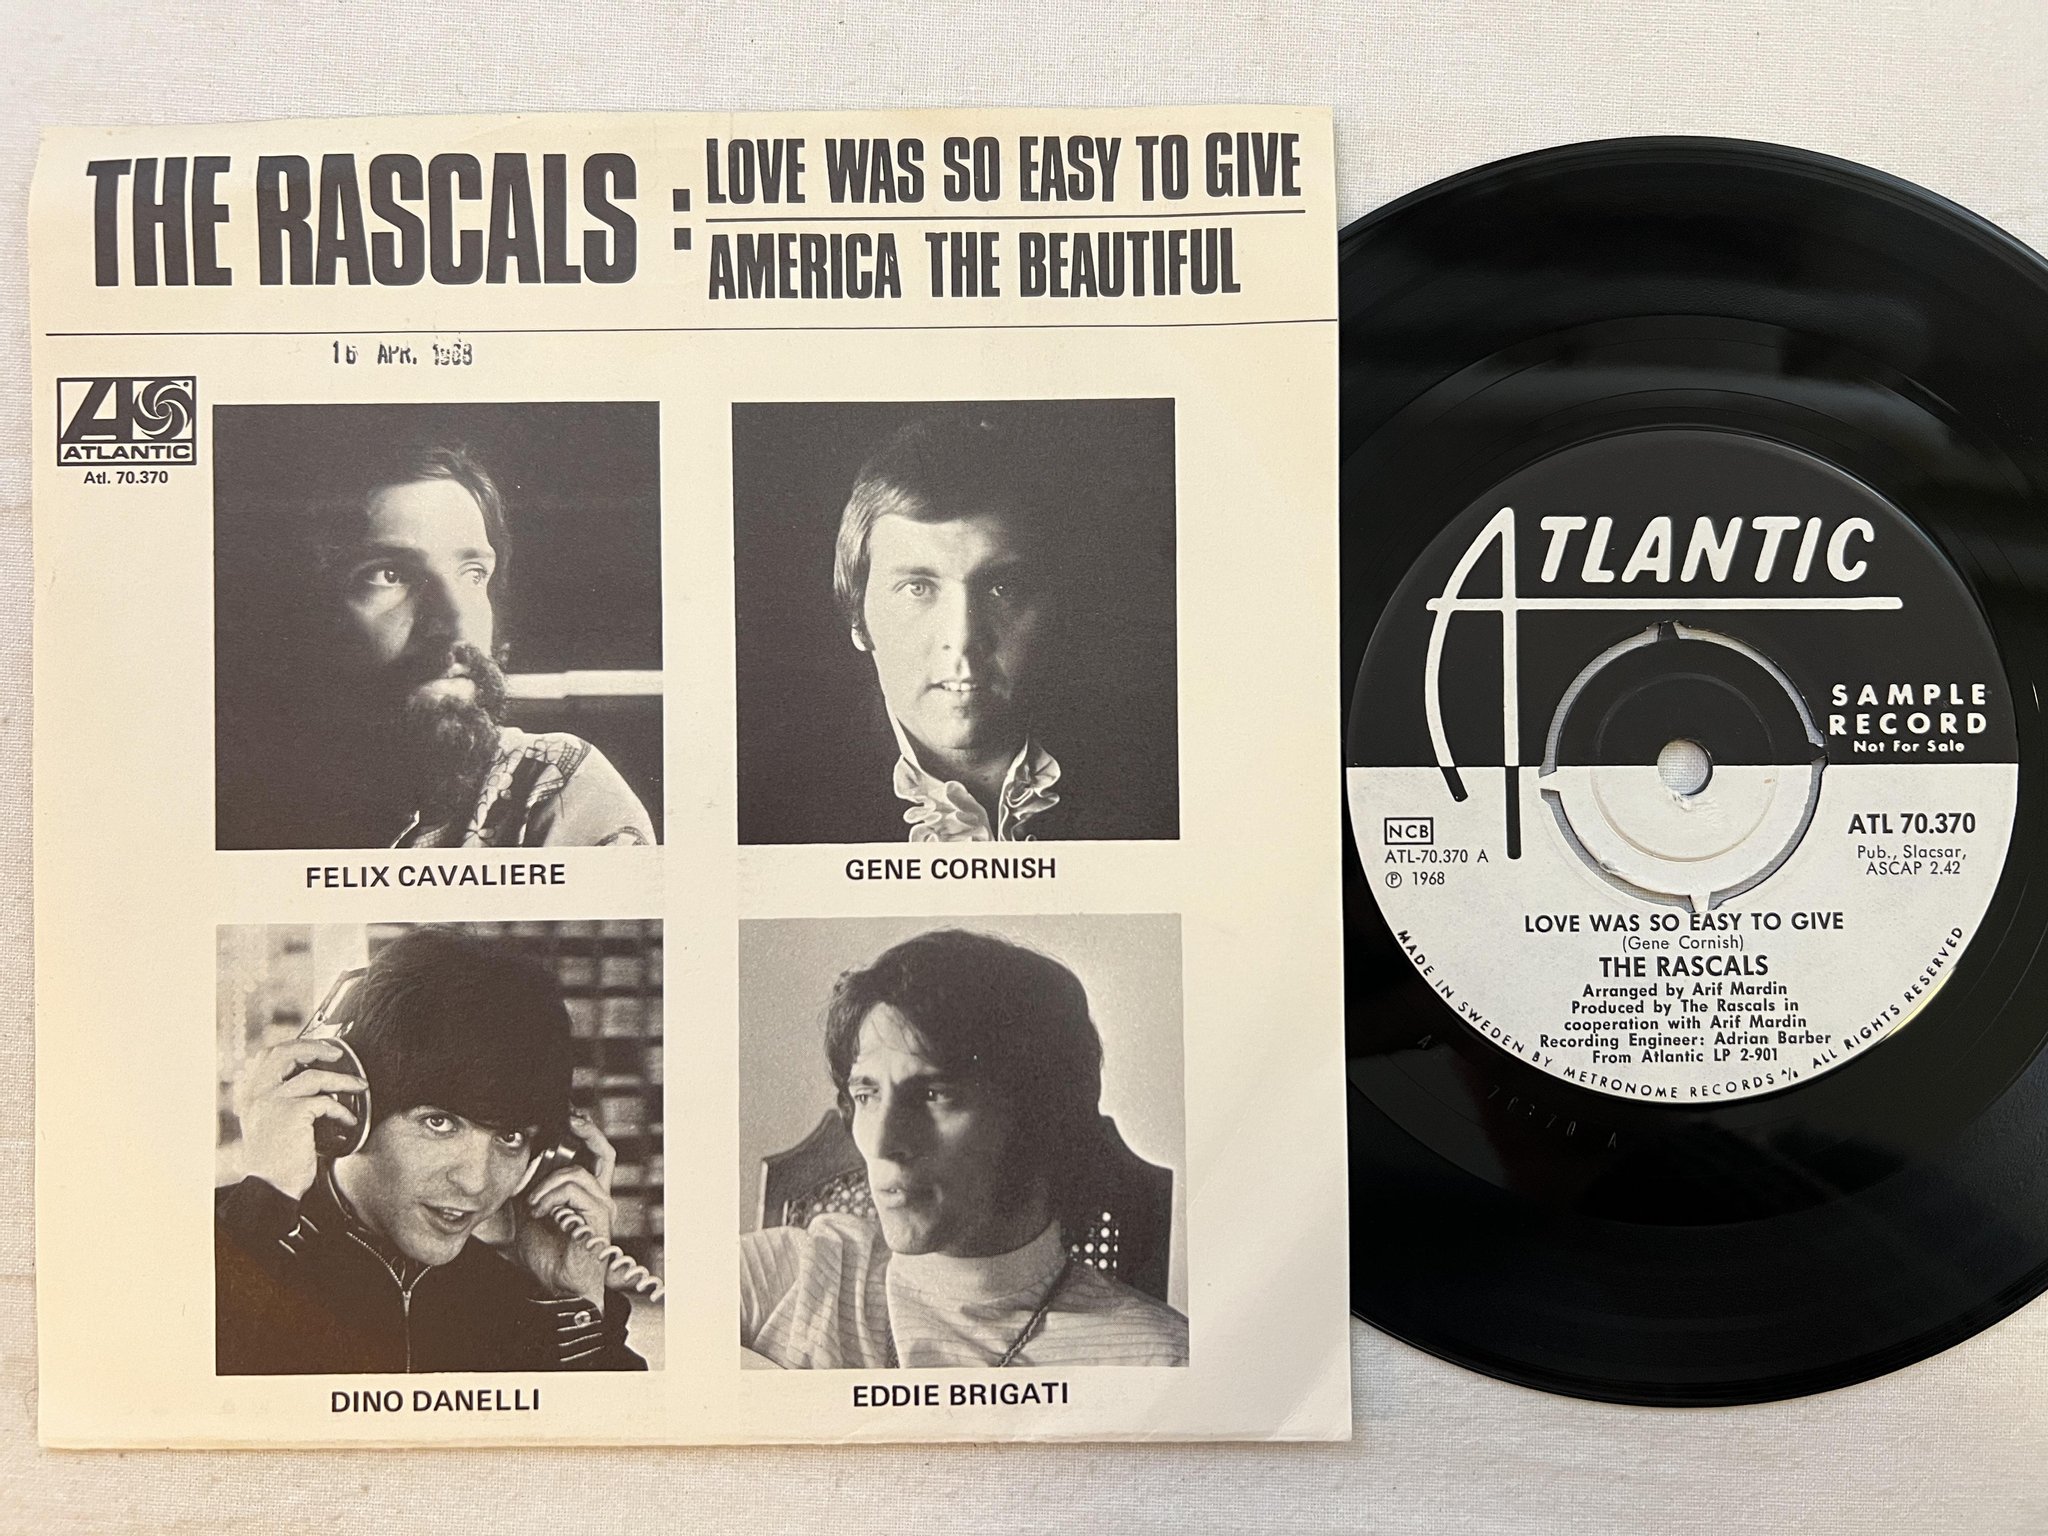 THE RASCALS :
LOVE WAS SO EASY TO GIVE
AMERICA THE BEAUTIFUL
16 APR. 1968
ATLANTIC
Atl. 70.370
FELIX CAVALIERE
GENE CORNISH
DINO DANELLI
EDDIE BRIGATI
ATLANTIC
SAMPLE
RECORD
Not For Sale
NCB
ATL-70.370 A
℗ 1968
ATL 70.370
Pub., Slacsar,
ASCAP 2.42
LOVE WAS SO EASY TO GIVE
(Gene Cornish)
THE RASCALS
Arranged by Arif Mardin
Produced by The Rascals in
cooperation with Arif Mardin
Recording Engineer: Adrian Barber
From Atlantic LP 2-901
MADE IN SWEDEN BY METRONOME RECORDS A/B ALL RIGHTS RESERVED
70370 A